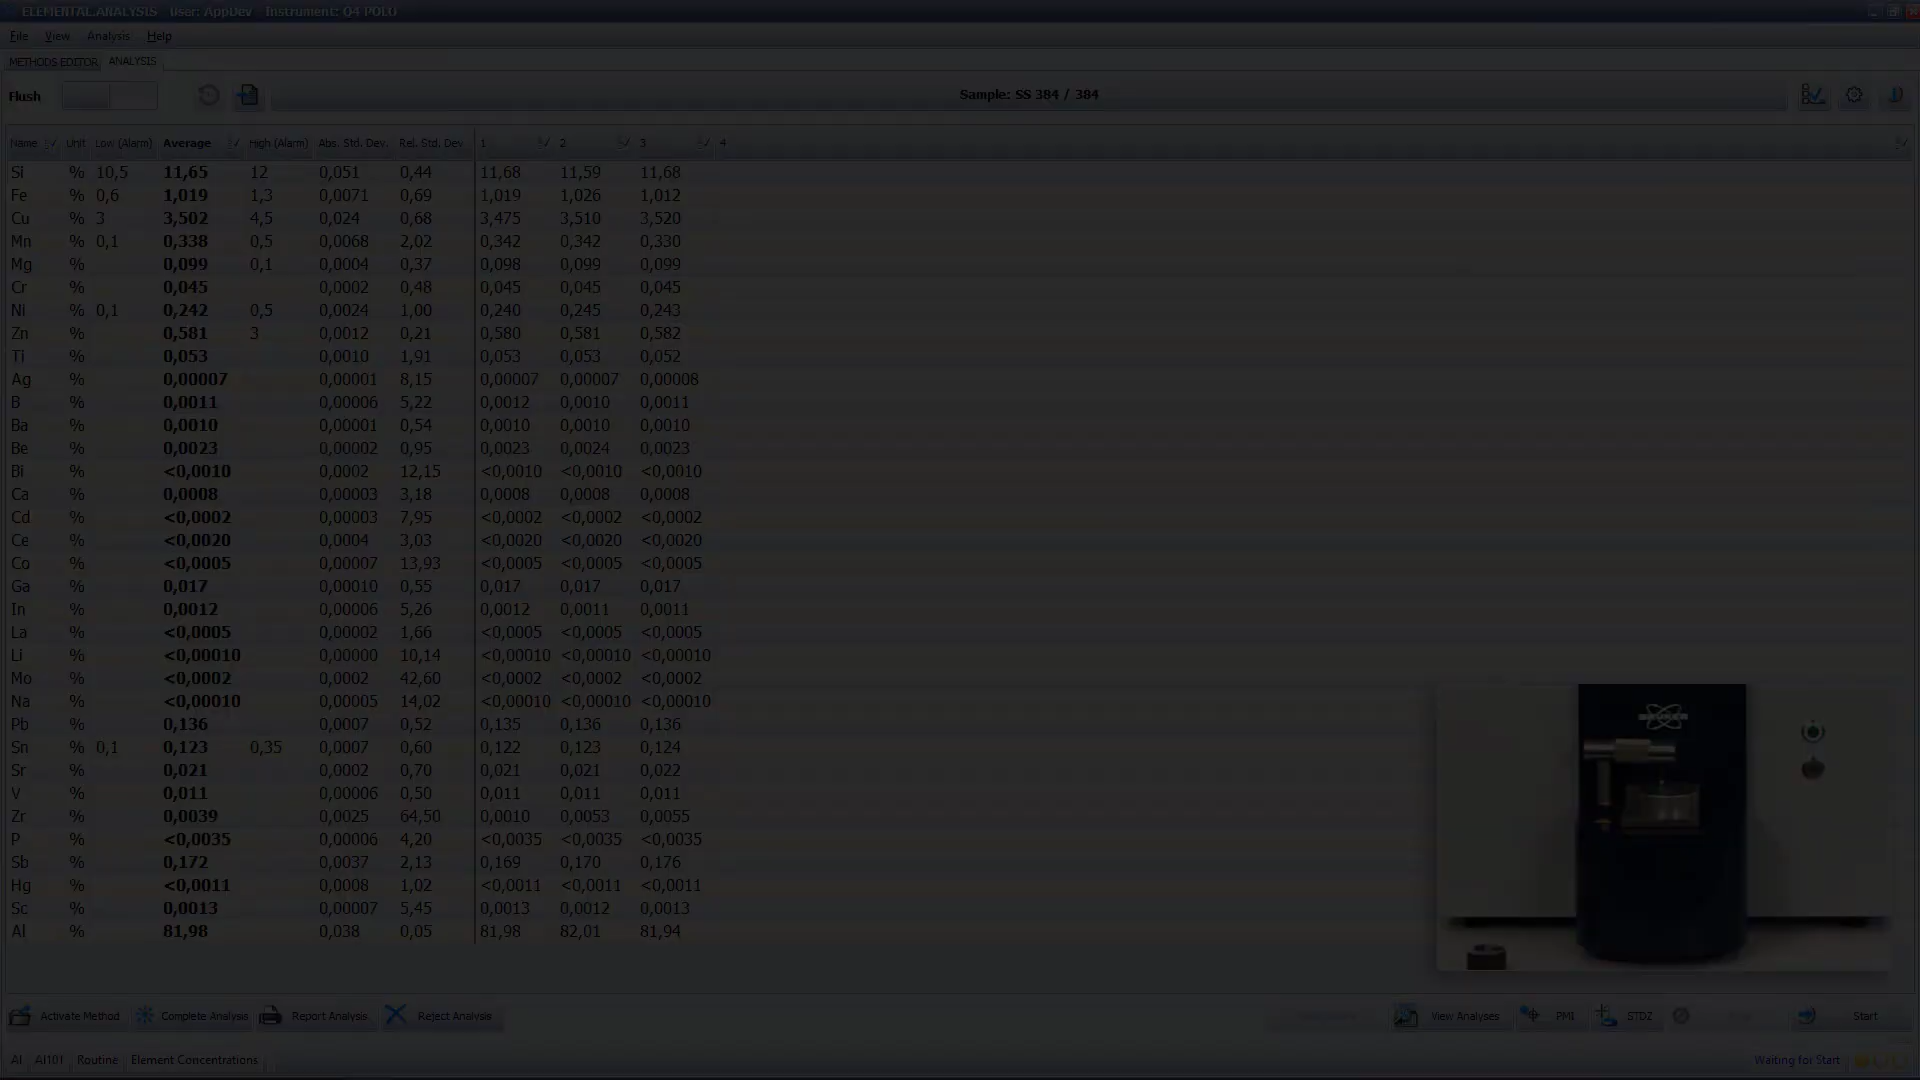 ELEMENTAL.ANALYSIS User: AppDev - Instrument: Q4 POLO
File View Analysis Help
METHODS EDITOR ANALYSIS
Flush Sample: SS 384 / 384
Name Unit Low (Alarm) Average High (Alarm) Abs. Std. Dev. Rel. Std. Dev 1 2 3 4
Si % 10,5 11,65 12 0,051 0,44 11,68 11,59 11,68
Fe % 0,6 1,019 1,3 0,0071 0,69 1,019 1,026 1,012
Cu % 3 3,502 4,5 0,024 0,68 3,475 3,510 3,520
Mn % 0,1 0,338 0,5 0,0068 2,02 0,342 0,342 0,330
Mg % 0,099 0,1 0,0004 0,37 0,098 0,099 0,099
Cr % 0,045 0,0002 0,48 0,045 0,045 0,045
Ni % 0,1 0,242 0,5 0,0024 1,00 0,240 0,245 0,243
Zn % 0,581 3 0,0012 0,21 0,580 0,581 0,582
Ti % 0,053 0,0010 1,91 0,053 0,053 0,052
Ag % 0,00007 0,00001 8,15 0,00007 0,00007 0,00008
B % 0,0011 0,00006 5,22 0,0012 0,0010 0,0011
Ba % 0,0010 0,00001 0,54 0,0010 0,0010 0,0010
Be % 0,0023 0,00002 0,95 0,0023 0,0024 0,0023
Bi % <0,0010 0,0002 12,15 <0,0010 <0,0010 <0,0010
Ca % 0,0008 0,00003 3,18 0,0008 0,0008 0,0008
Cd % <0,0002 0,00003 7,95 <0,0002 <0,0002 <0,0002
Ce % <0,0020 0,0004 3,03 <0,0020 <0,0020 <0,0020
Co % <0,0005 0,00007 13,93 <0,0005 <0,0005 <0,0005
Ga % 0,017 0,00010 0,55 0,017 0,017 0,017
In % 0,0012 0,00006 5,26 0,0012 0,0011 0,0011
La % <0,0005 0,00002 1,66 <0,0005 <0,0005 <0,0005
Li % <0,00010 0,00000 10,14 <0,00010 <0,00010 <0,00010
Mo % <0,0002 0,0002 42,60 <0,0002 <0,0002 <0,0002
Na % <0,00010 0,00005 14,02 <0,00010 <0,00010 <0,00010
Pb % 0,136 0,0007 0,52 0,135 0,136 0,136
Sn % 0,1 0,123 0,35 0,0007 0,60 0,122 0,123 0,124
Sr % 0,021 0,0002 0,70 0,021 0,021 0,022
V % 0,011 0,00006 0,50 0,011 0,011 0,011
Zr % 0,0039 0,0025 64,50 0,0010 0,0053 0,0055
P % <0,0035 0,00006 4,20 <0,0035 <0,0035 <0,0035
Sb % 0,172 0,0037 2,13 0,169 0,170 0,176
Hg % <0,0011 0,0008 1,02 <0,0011 <0,0011 <0,0011
Sc % 0,0013 0,00007 5,45 0,0013 0,0012 0,0013
Al % 81,98 0,038 0,05 81,98 82,01 81,94
Activate Method Complete Analysis Report Analysis Reject Analysis View Analyses PMI STDZ Start
Al Al101 Routine Element Concentrations Waiting for Start